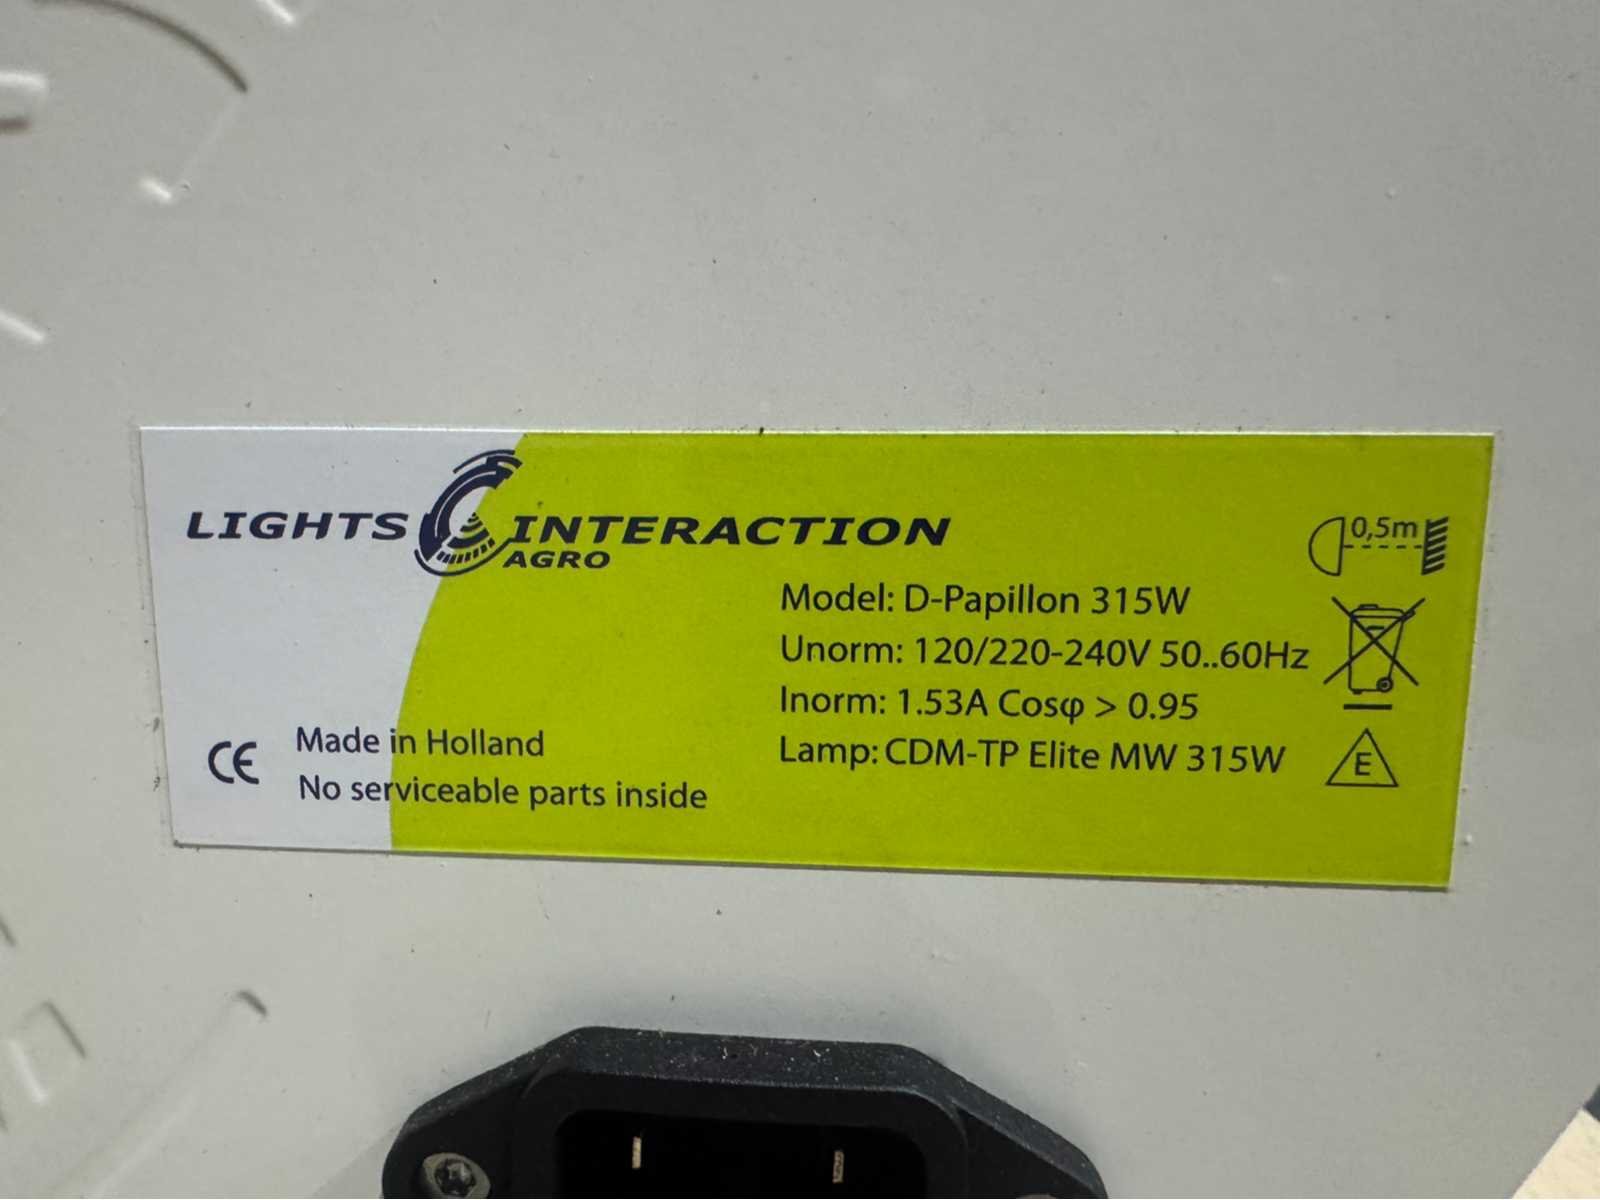 LIGHTS INTERACTION
AGRO
0,5m
Model: D-Papillon 315W
Unorm: 120/220-240V 50..60Hz
Inorm: 1.53A Cosφ > 0.95
Lamp: CDM-TP Elite MW 315W
E
CE
Made in Holland
No serviceable parts inside